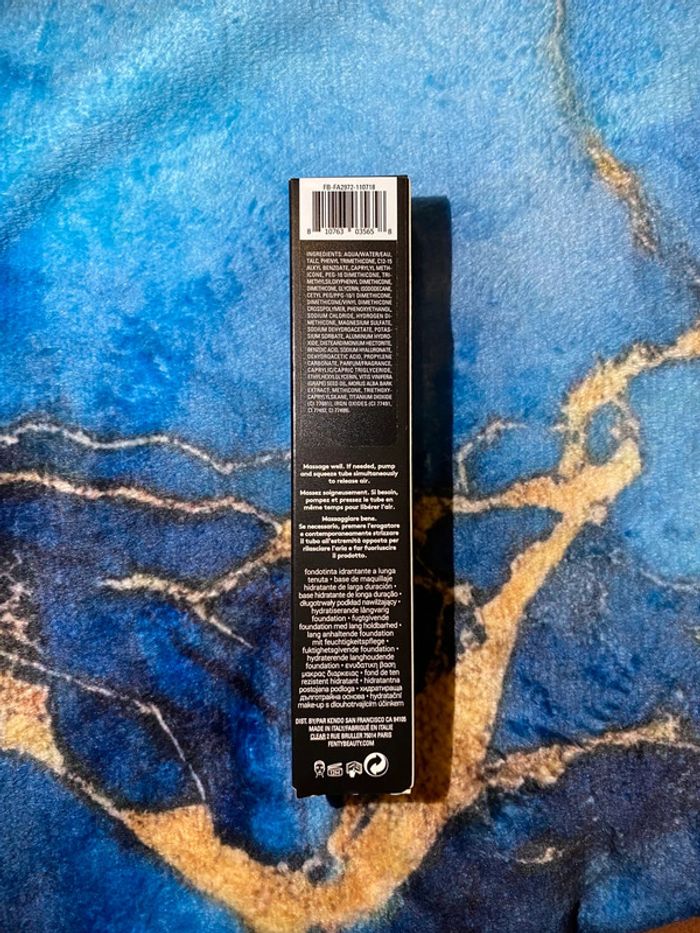 FB-FA2972-110718
8 10763 03565 8
INGREDIENTS: AQUA/WATER/EAU,
TALC, PHENYL TRIMETHICONE, C12-15
ALKYL BENZOATE, CAPRYLYL METH-
ICONE, PEG-10 DIMETHICONE, TRI-
METHYLSILOXYPHENYL DIMETHICONE,
DIMETHICONE, GLYCERIN, ISODODECANE,
CETYL PEG/PPG-10/1 DIMETHICONE,
DIMETHICONE/VINYL DIMETHICONE
CROSSPOLYMER, PHENOXYETHANOL,
SODIUM CHLORIDE, HYDROGEN DI-
METHICONE, MAGNESIUM SULFATE,
SODIUM DEHYDROACETATE, POTAS-
SIUM SORBATE, ALUMINUM HYDRO-
XIDE, DISTEARDIMONIUM HECTORITE,
BENZOIC ACID, SODIUM HYALURONATE,
DEHYDROACETIC ACID, PROPYLENE
CARBONATE, PARFUM/FRAGRANCE,
CAPRYLIC/CAPRIC TRIGLYCERIDE,
ETHYLHEXYLGLYCERIN, VITIS VINIFERA
(GRAPE) SEED OIL, MORUS ALBA BARK
EXTRACT, METHICONE, TRIETHOXY-
CAPRYLYLSILANE, TITANIUM DIOXIDE
(CI 77891), IRON OXIDES (CI 77491,
CI 77492, CI 77499).
Massage well. If needed, pump
and squeeze tube simultaneously
to release air.
Massez soigneusement. Si besoin,
pompez et pressez le tube en
même temps pour libérer l'air.
Massaggiare bene.
Se necessario, premere l'erogatore
e contemporaneamente strizzare
il tubo all'estremità opposta per
rilasciare l'aria e far fuoriuscire
il prodotto.
fondotinta idratante a lunga
tenuta • base de maquillaje
hidratante de larga duración •
base hidratante de longa duração •
długotrwały podkład nawilżający •
hydratiserande långvarig
foundation • fugtgivende
foundation med lang holdbarhed •
lang anhaltende foundation
mit feuchtigkeitspflege •
fuktighetsgivende foundation •
hydraterende langhoudende
foundation • ενυδατικη βαση
μακρας διαρκειας • fond de ten
rezistent hidratant • hidratantna
postojana podloga • хидратираща
дълготрайна основа • hydratační
make-up s dlouhotrvajícím účinkem
DIST. BY/PAR KENDO SAN FRANCISCO CA 94105
MADE IN ITALY/FABRIQUÉ EN ITALIE
CLEAR 2 RUE BRULLER 75014 PARIS
FENTYBEAUTY.COM
12M